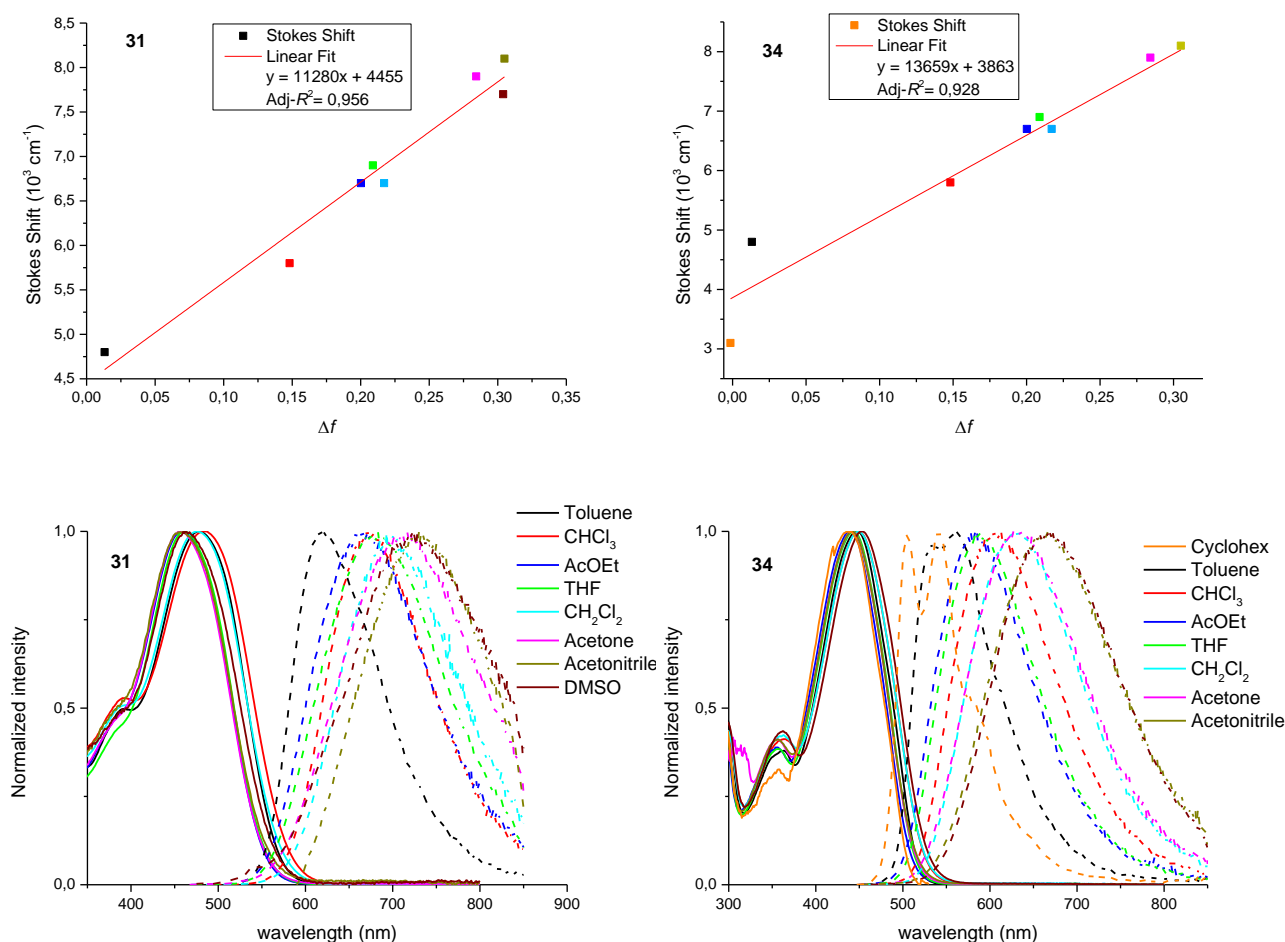 31
Stokes Shift
Linear Fit
y = 11280x + 4455
Adj-R²= 0,956
8,5
8,0
7,5
7,0
6,5
6,0
5,5
5,0
4,5
Stokes Shift (10³ cm⁻¹)
0,00 0,05 0,10 0,15 0,20 0,25 0,30 0,35
Δf
34
Stokes Shift
Linear Fit
y = 13659x + 3863
Adj-R²= 0,928
8
7
6
5
4
3
Stokes Shift (10³ cm⁻¹)
0,00 0,05 0,10 0,15 0,20 0,25 0,30
Δf
31
Toluene
CHCl₃
AcOEt
THF
CH₂Cl₂
Acetone
Acetonitrile
DMSO
1,0
0,5
0,0
Normalized intensity
400 500 600 700 800 900
wavelength (nm)
34
Cyclohex
Toluene
CHCl₃
AcOEt
THF
CH₂Cl₂
Acetone
Acetonitrile
1,0
0,5
0,0
Normalized intensity
300 400 500 600 700 800
wavelength (nm)